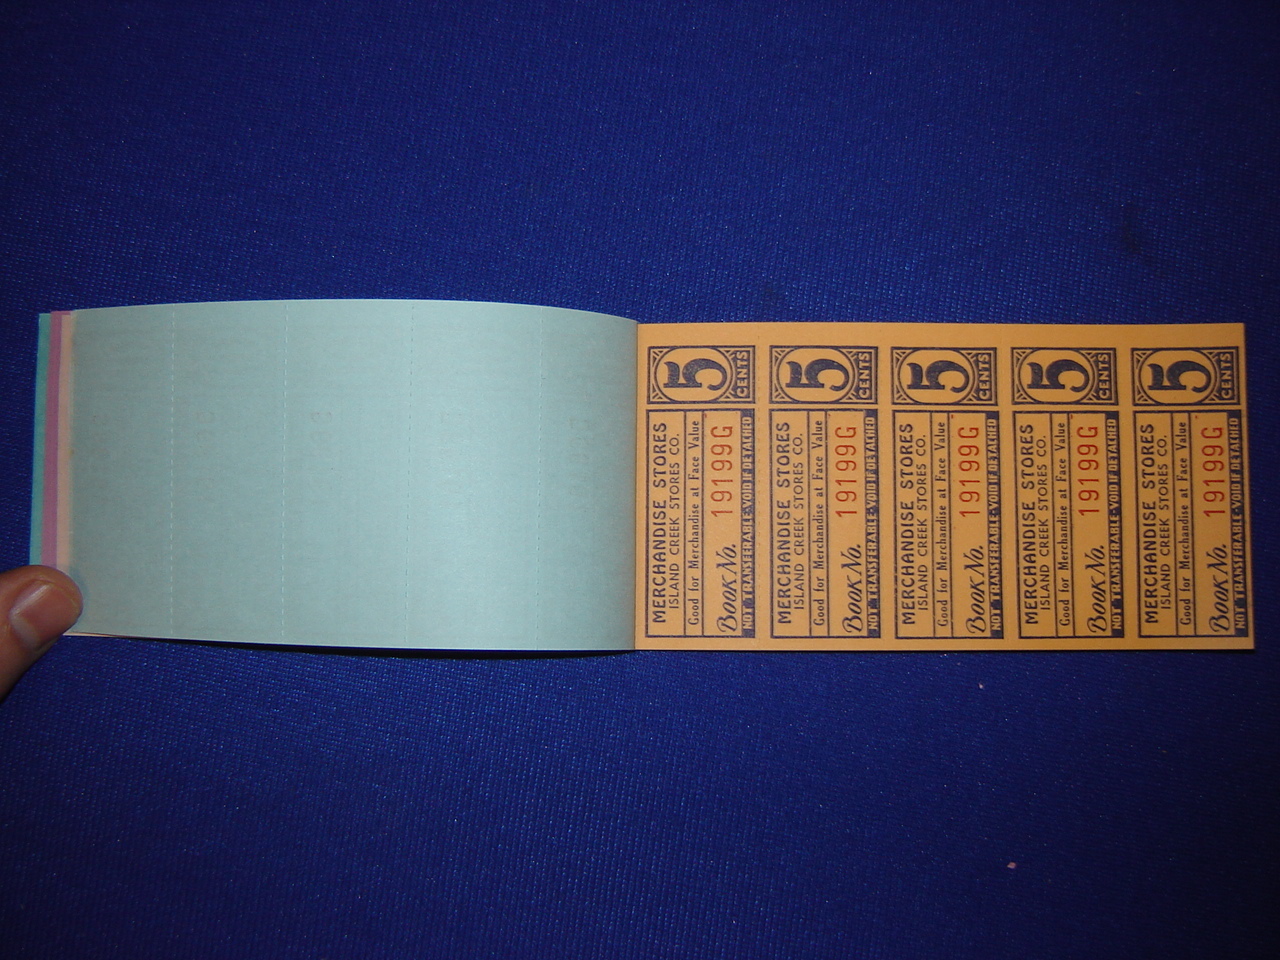 5
CENTS
MERCHANDISE STORES
ISLAND CREEK STORES CO.
Good for Merchandise at Face Value
Book No. 19199G
NOT TRANSFERABLE-VOID IF DETACHED
5
CENTS
MERCHANDISE STORES
ISLAND CREEK STORES CO.
Good for Merchandise at Face Value
Book No. 19199G
NOT TRANSFERABLE-VOID IF DETACHED
5
CENTS
MERCHANDISE STORES
ISLAND CREEK STORES CO.
Good for Merchandise at Face Value
Book No. 19199G
NOT TRANSFERABLE-VOID IF DETACHED
5
CENTS
MERCHANDISE STORES
ISLAND CREEK STORES CO.
Good for Merchandise at Face Value
Book No. 19199G
NOT TRANSFERABLE-VOID IF DETACHED
5
CENTS
MERCHANDISE STORES
ISLAND CREEK STORES CO.
Good for Merchandise at Face Value
Book No. 19199G
NOT TRANSFERABLE-VOID IF DETACHED